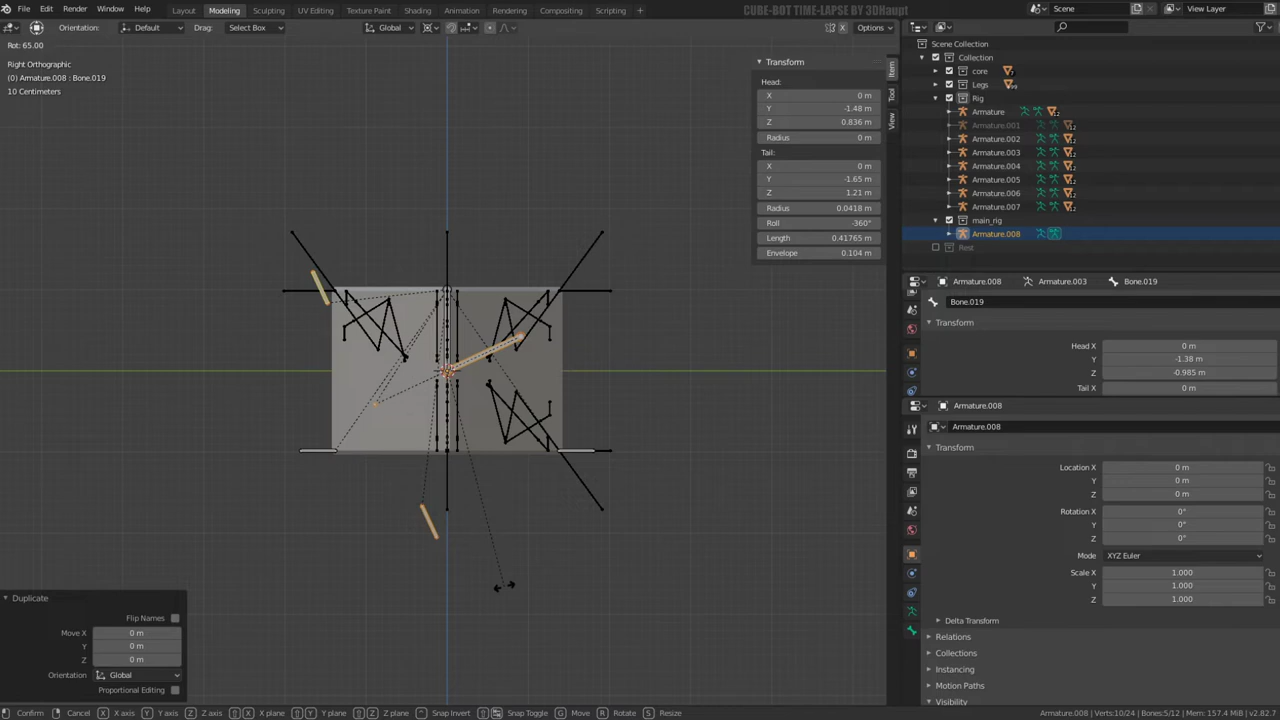 File Edit Render Window Help Layout Modeling Sculpting UV Editing Texture Paint Shading Animation Rendering Compositing Scripting + CUBE-BOT TIME-LAPSE BY 3DHaupt Scene View Layer
Orientation: Default Drag: Select Box Global Options
Rot: 65.00
Right Orthographic
(0) Armature.008 : Bone.019
10 Centimeters
Transform
Head:
X 0 m
Y -1.48 m
Z 0.836 m
Radius 0 m
Tail:
X 0 m
Y -1.65 m
Z 1.21 m
Radius 0.0418 m
Roll -360°
Length 0.41765 m
Envelope 0.104 m
Item
Tool
View
Scene Collection
Collection
core
Legs
Rig
Armature
Armature.001
Armature.002
Armature.003
Armature.004
Armature.005
Armature.006
Armature.007
main_rig
Armature.008
Rest
Armature.008 Armature.003 Bone.019
Bone.019
Transform
Head X 0 m
Y -1.38 m
Z -0.985 m
Tail X 0 m
Armature.008
Armature.008
Transform
Location X 0 m
Y 0 m
Z 0 m
Rotation X 0°
Y 0°
Z 0°
Mode XYZ Euler
Scale X 1.000
Y 1.000
Z 1.000
Delta Transform
Relations
Collections
Instancing
Motion Paths
Visibility
Duplicate
Flip Names
Move X 0 m
Y 0 m
Z 0 m
Orientation Global
Proportional Editing
Confirm Cancel X X axis Y Y axis Z Z axis X X plane Y Y plane Z Z plane Snap Invert Snap Toggle G Move R Rotate S Resize Armature.008 | Verts:10/24 | Bones:5/12 | Mem: 157.4 MiB | v2.82.7